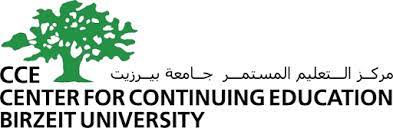 CCE مركز التعليم المستمر جامعة بيرزيت
CENTER FOR CONTINUING EDUCATION
BIRZEIT UNIVERSITY